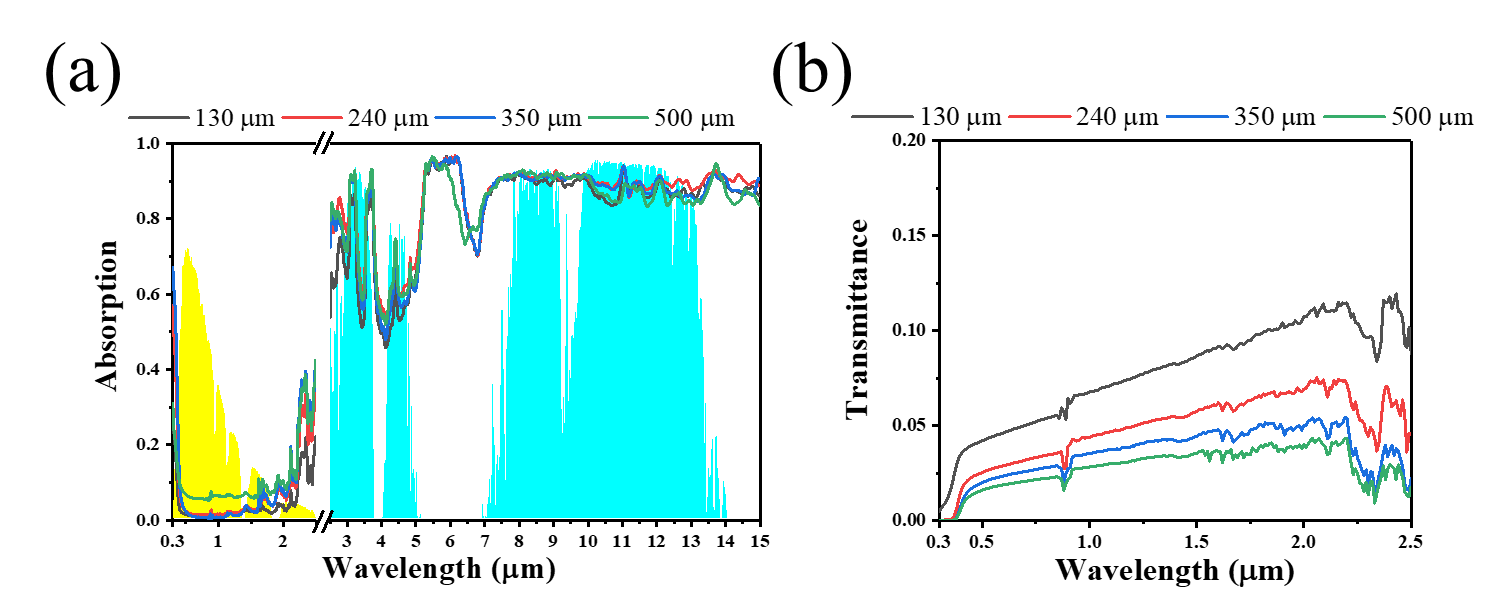 (a)
130 μm 240 μm 350 μm 500 μm
1.0
0.8
0.6
0.4
0.2
0.0
Absorption
0.3 1 2 3 4 5 6 7 8 9 10 11 12 13 14 15
Wavelength (μm)
(b)
130 μm 240 μm 350 μm 500 μm
0.20
0.15
0.10
0.05
0.00
Transmittance
0.3 0.5 1.0 1.5 2.0 2.5
Wavelength (μm)